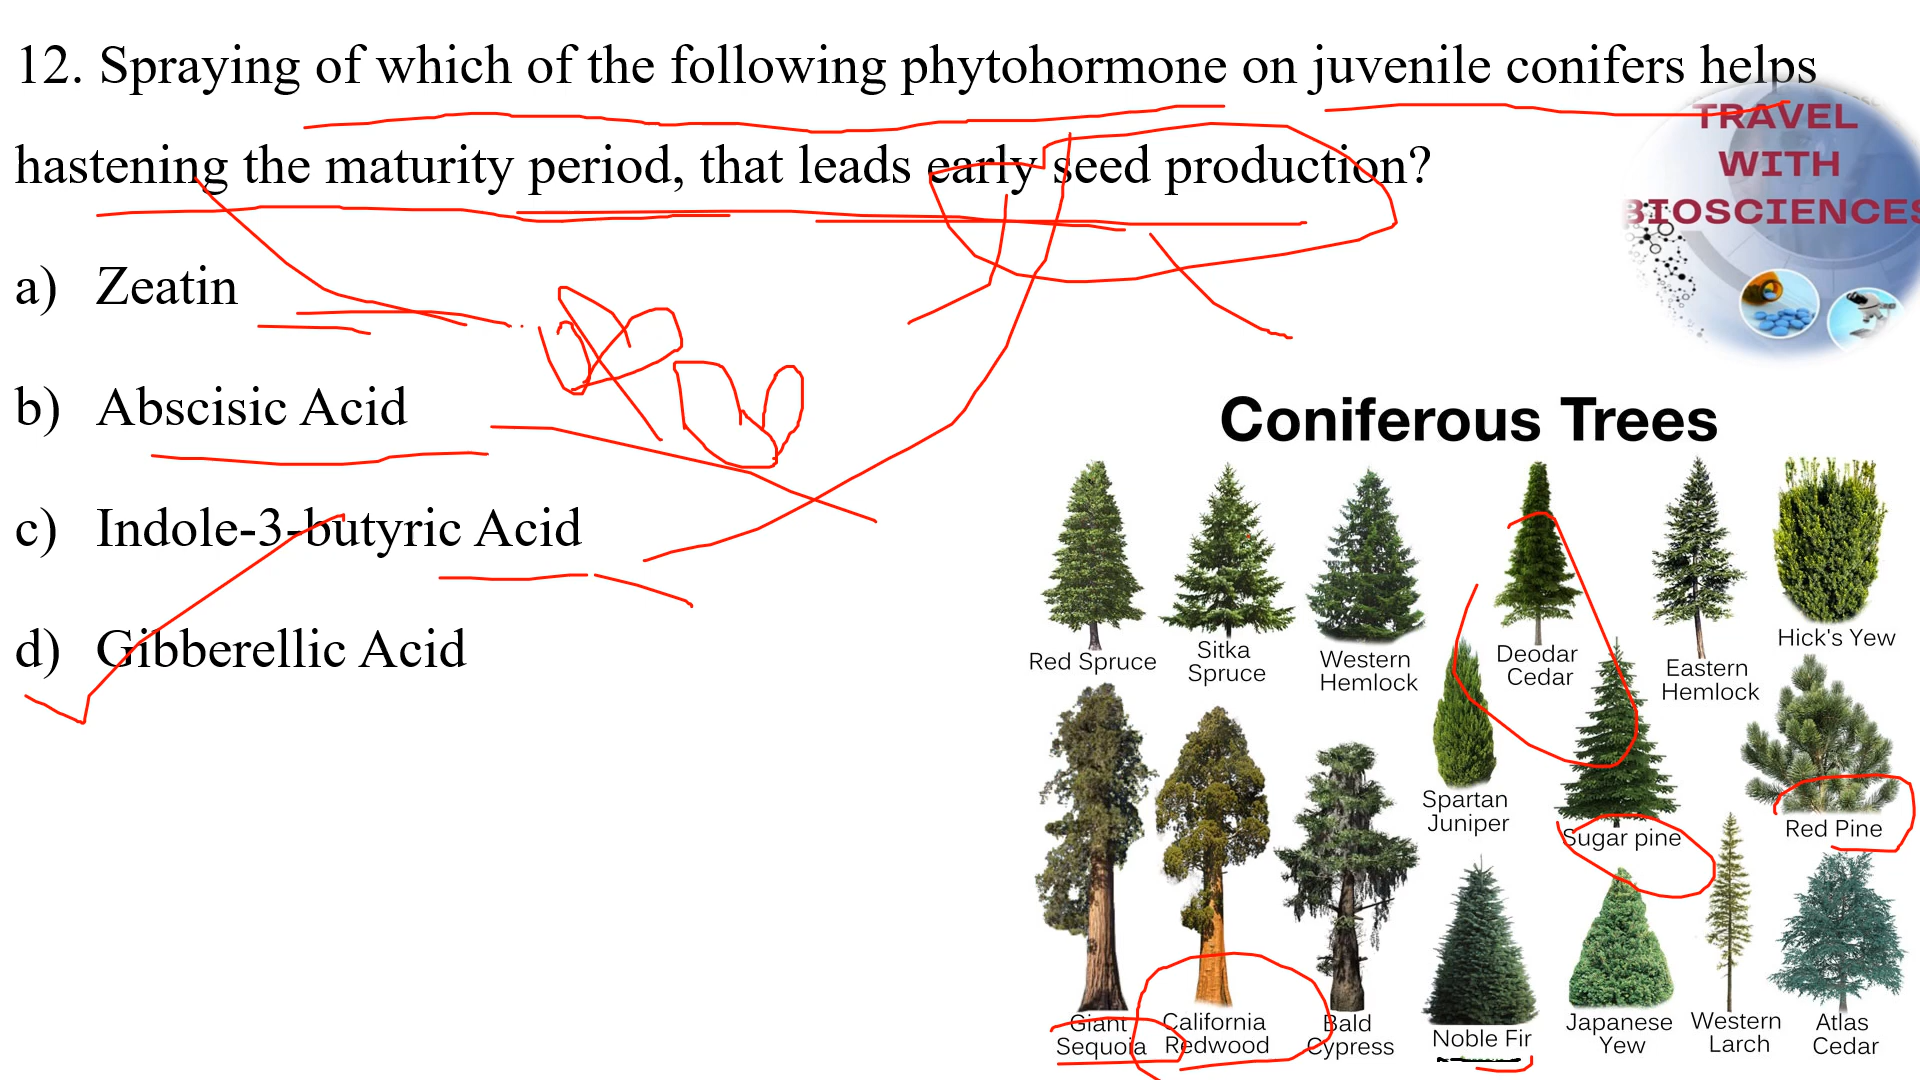 12. Spraying of which of the following phytohormone on juvenile conifers helps
hastening the maturity period, that leads early seed production?
a) Zeatin
b) Abscisic Acid
c) Indole-3-butyric Acid
d) Gibberellic Acid
TRAVEL
WITH
BIOSCIENCES
Coniferous Trees
Red Spruce
Sitka
Spruce
Western
Hemlock
Deodar
Cedar
Eastern
Hemlock
Hick's Yew
Spartan
Juniper
Sugar pine
Red Pine
Giant
Sequoia
California
Redwood
Bald
Cypress
Noble Fir
Japanese
Yew
Western
Larch
Atlas
Cedar